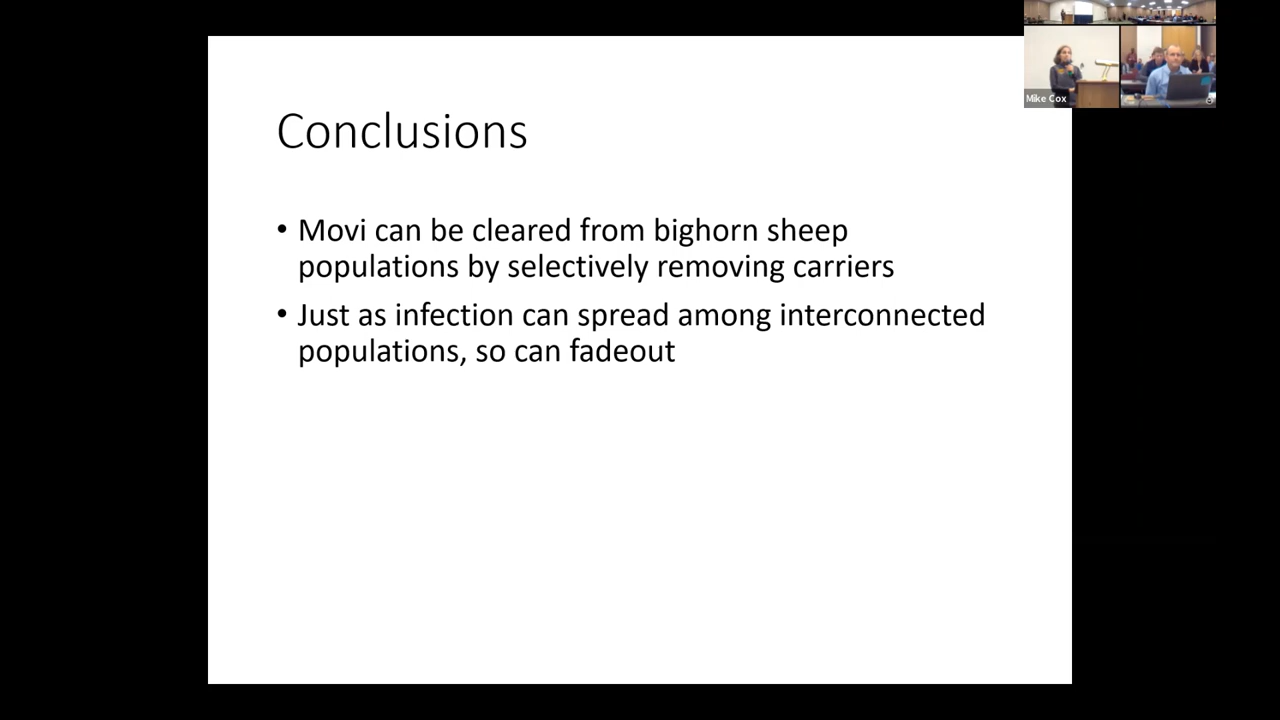 Mike Cox
Conclusions
• Movi can be cleared from bighorn sheep
populations by selectively removing carriers
• Just as infection can spread among interconnected
populations, so can fadeout